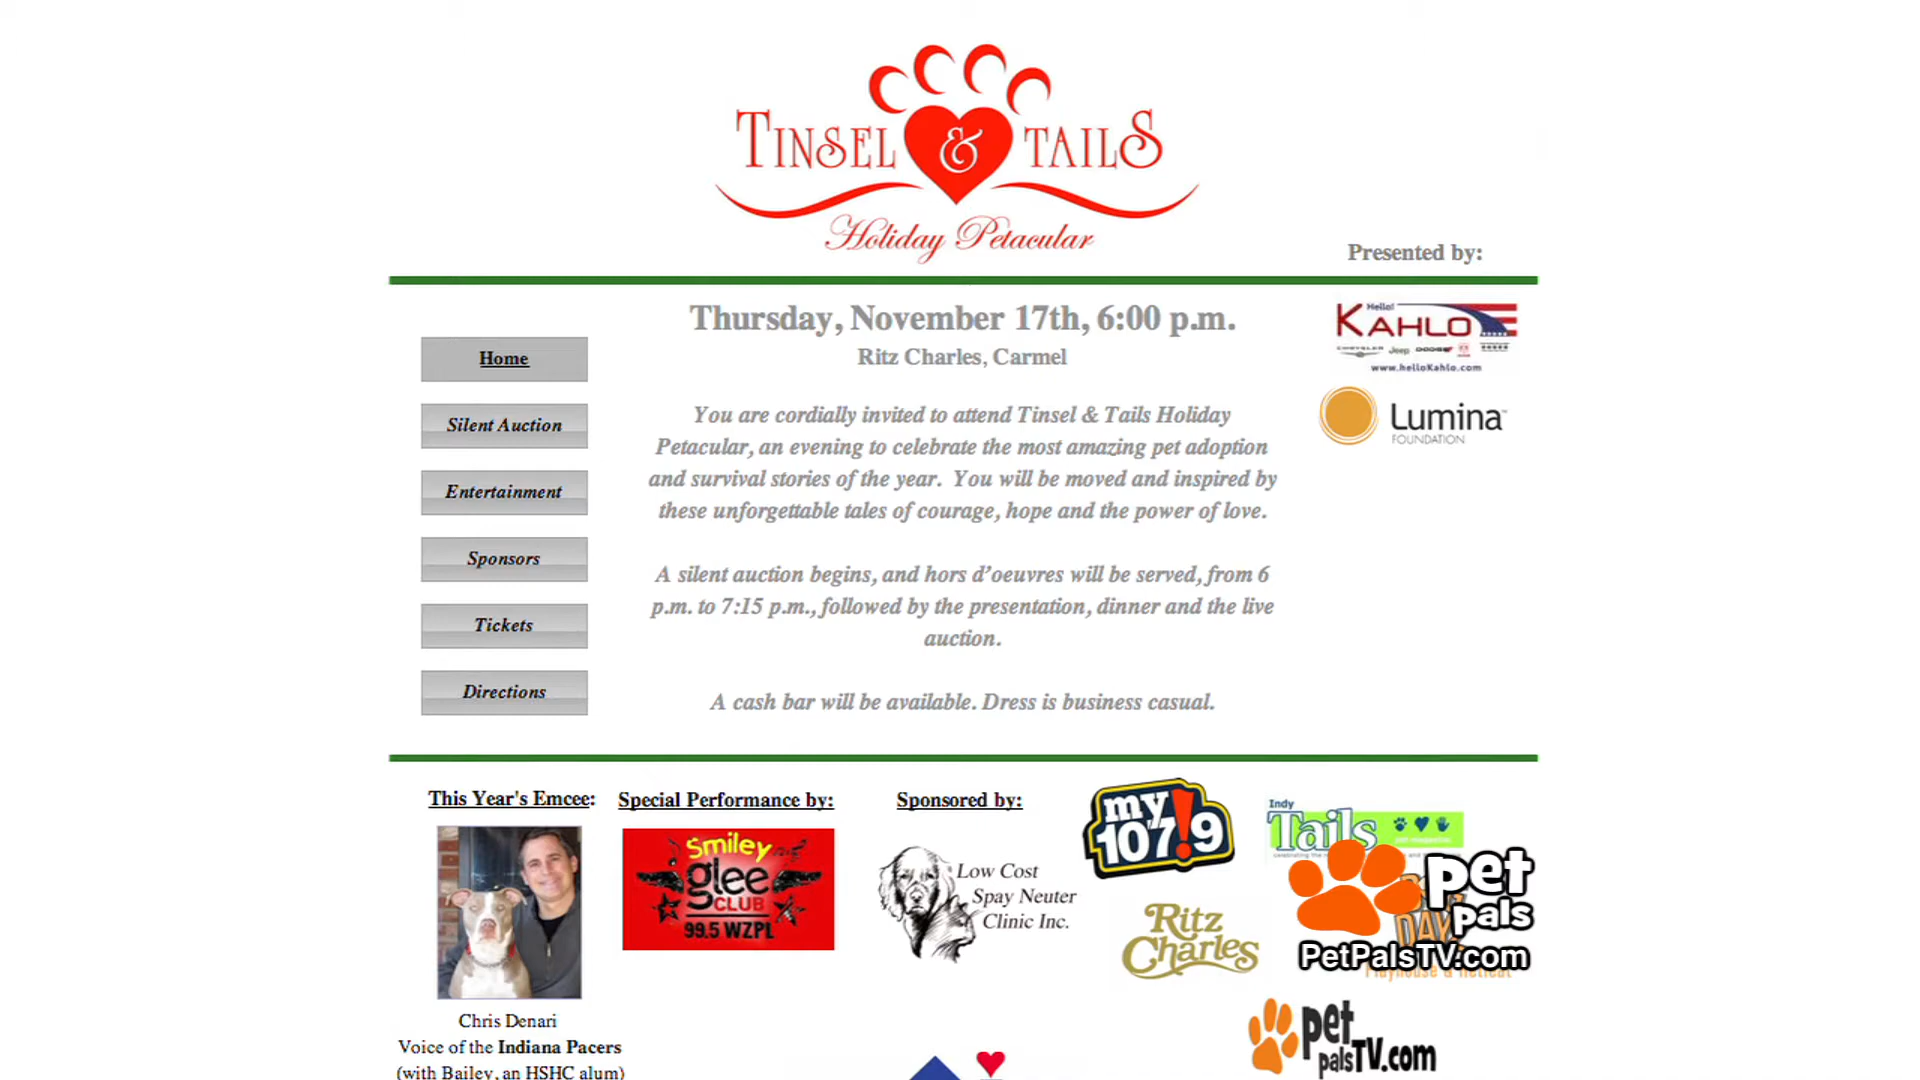 TINSEL & TAILS
Holiday Petacular
Presented by:
Thursday, November 17th, 6:00 p.m.
Ritz Charles, Carmel
Hello!
KAHLO
CHRYSLER Jeep DODGE
www.helloKahlo.com
Lumina
FOUNDATION
Home
Silent Auction
Entertainment
Sponsors
Tickets
Directions
You are cordially invited to attend Tinsel & Tails Holiday
Petacular, an evening to celebrate the most amazing pet adoption
and survival stories of the year. You will be moved and inspired by
these unforgettable tales of courage, hope and the power of love.
A silent auction begins, and hors d’oeuvres will be served, from 6
p.m. to 7:15 p.m., followed by the presentation, dinner and the live
auction.
A cash bar will be available. Dress is business casual.
This Year's Emcee:
Chris Denari
Voice of the Indiana Pacers
(with Bailey, an HSHC alum)
Special Performance by:
Smiley
glee
CLUB
99.5 WZPL
Sponsored by:
Low Cost
Spay Neuter
Clinic Inc.
my
107.9
Ritz
Charles
Indy
Tails
pet
pals
PetPalsTV.com
pet
palsTV.com